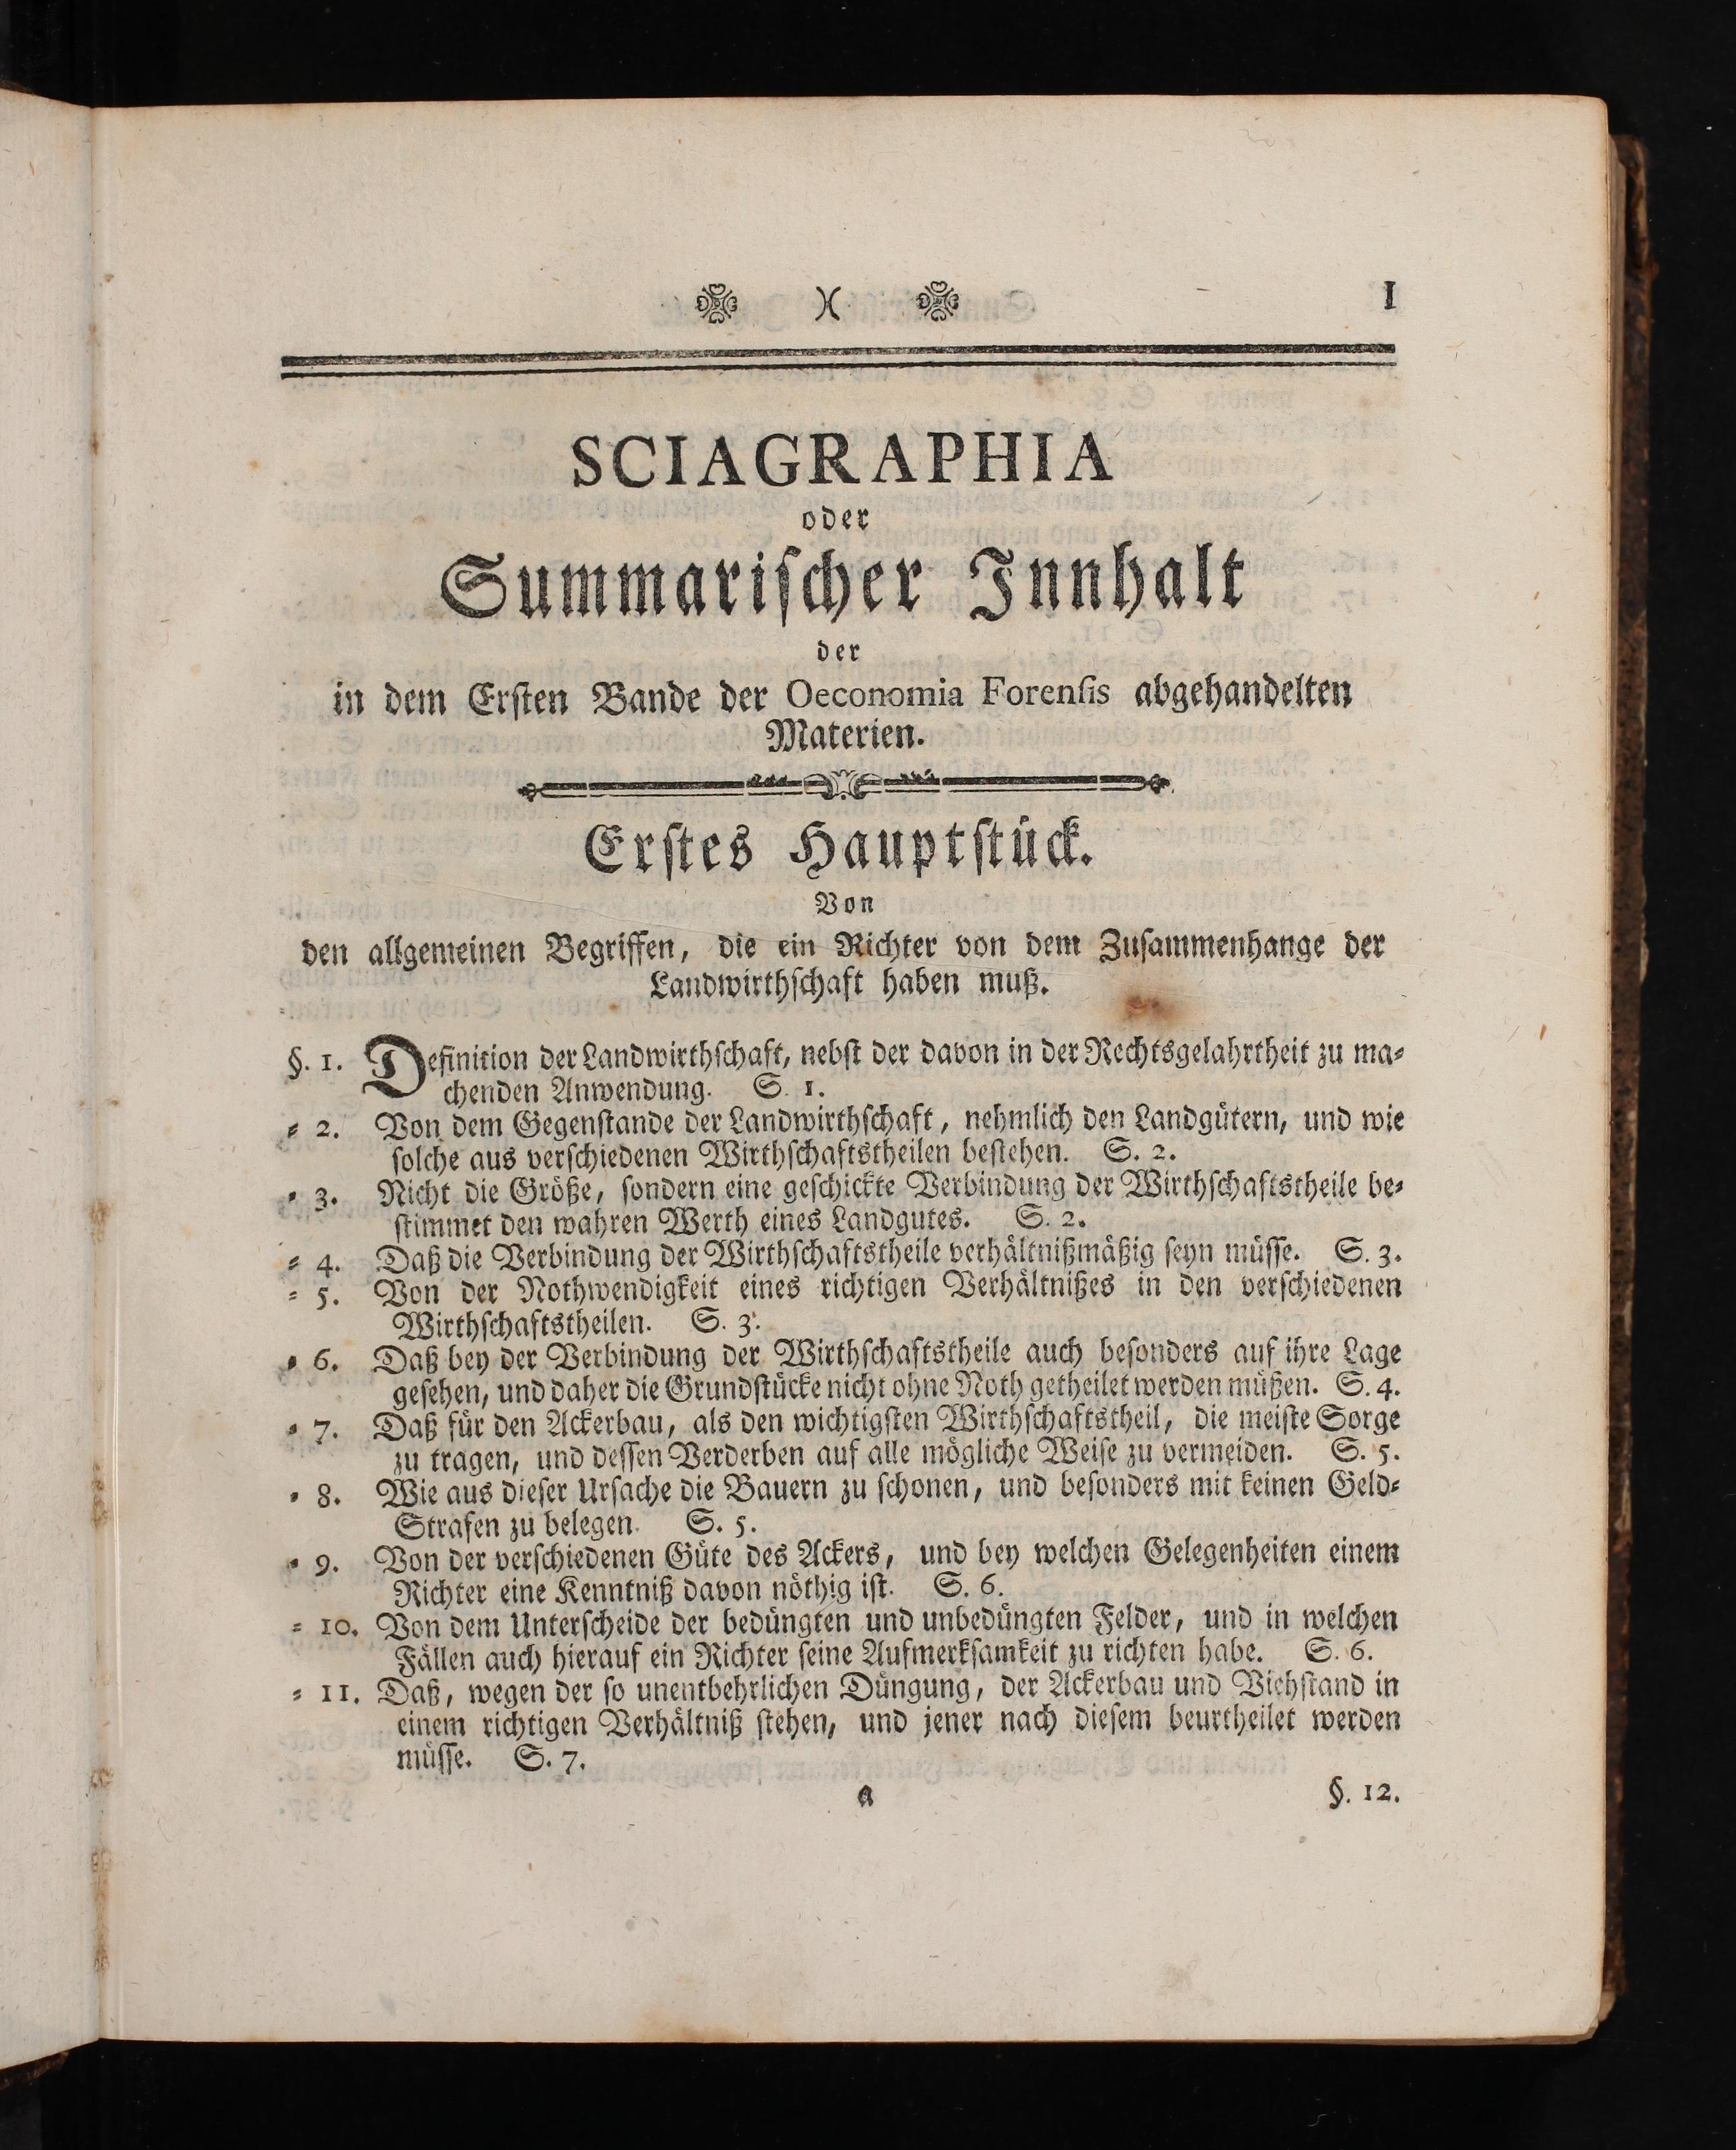 )( I
SCIAGRAPHIA
oder
Summariſcher Innhalt
der
in dem Erſten Bande der Oeconomia Forenſis abgehandelten
Materien.
Erſtes Hauptſtück.
Von
den allgemeinen Begriffen, die ein Richter von dem Zuſammenhange der
Landwirthſchaft haben muß.
§. 1. Definition der Landwirthſchaft, nebſt der davon in der Rechtsgelahrtheit zu ma⸗
chenden Anwendung. S. 1.
⸗ 2. Von dem Gegenſtande der Landwirthſchaft, nehmlich den Landgütern, und wie
ſolche aus verſchiedenen Wirthſchaftstheilen beſtehen. S. 2.
⸗ 3. Nicht die Größe, ſondern eine geſchickte Verbindung der Wirthſchaftstheile be⸗
ſtimmet den wahren Werth eines Landgutes. S. 2.
⸗ 4. Daß die Verbindung der Wirthſchaftstheile verhältnißmäßig ſeyn müſſe. S. 3.
⸗ 5. Von der Nothwendigkeit eines richtigen Verhältnißes in den verſchiedenen
Wirthſchaftstheilen. S. 3.
⸗ 6. Daß bey der Verbindung der Wirthſchaftstheile auch beſonders auf ihre Lage
geſehen, und daher die Grundſtücke nicht ohne Noth getheilet werden müßen. S. 4.
⸗ 7. Daß für den Ackerbau, als den wichtigſten Wirthſchaftstheil, die meiſte Sorge
zu tragen, und deſſen Verderben auf alle mögliche Weiſe zu vermeiden. S. 5.
⸗ 8. Wie aus dieſer Urſache die Bauern zu ſchonen, und beſonders mit keinen Geld⸗
Strafen zu belegen. S. 5.
⸗ 9. Von der verſchiedenen Güte des Ackers, und bey welchen Gelegenheiten einem
Richter eine Kenntniß davon nöthig iſt. S. 6.
⸗ 10. Von dem Unterſcheide der bedüngten und unbedüngten Felder, und in welchen
Fällen auch hierauf ein Richter ſeine Aufmerkſamkeit zu richten habe. S. 6.
⸗ 11. Daß, wegen der ſo unentbehrlichen Düngung, der Ackerbau und Viehſtand in
einem richtigen Verhältniß ſtehen, und jener nach dieſem beurtheilet werden
müſſe. S. 7.
a §. 12.